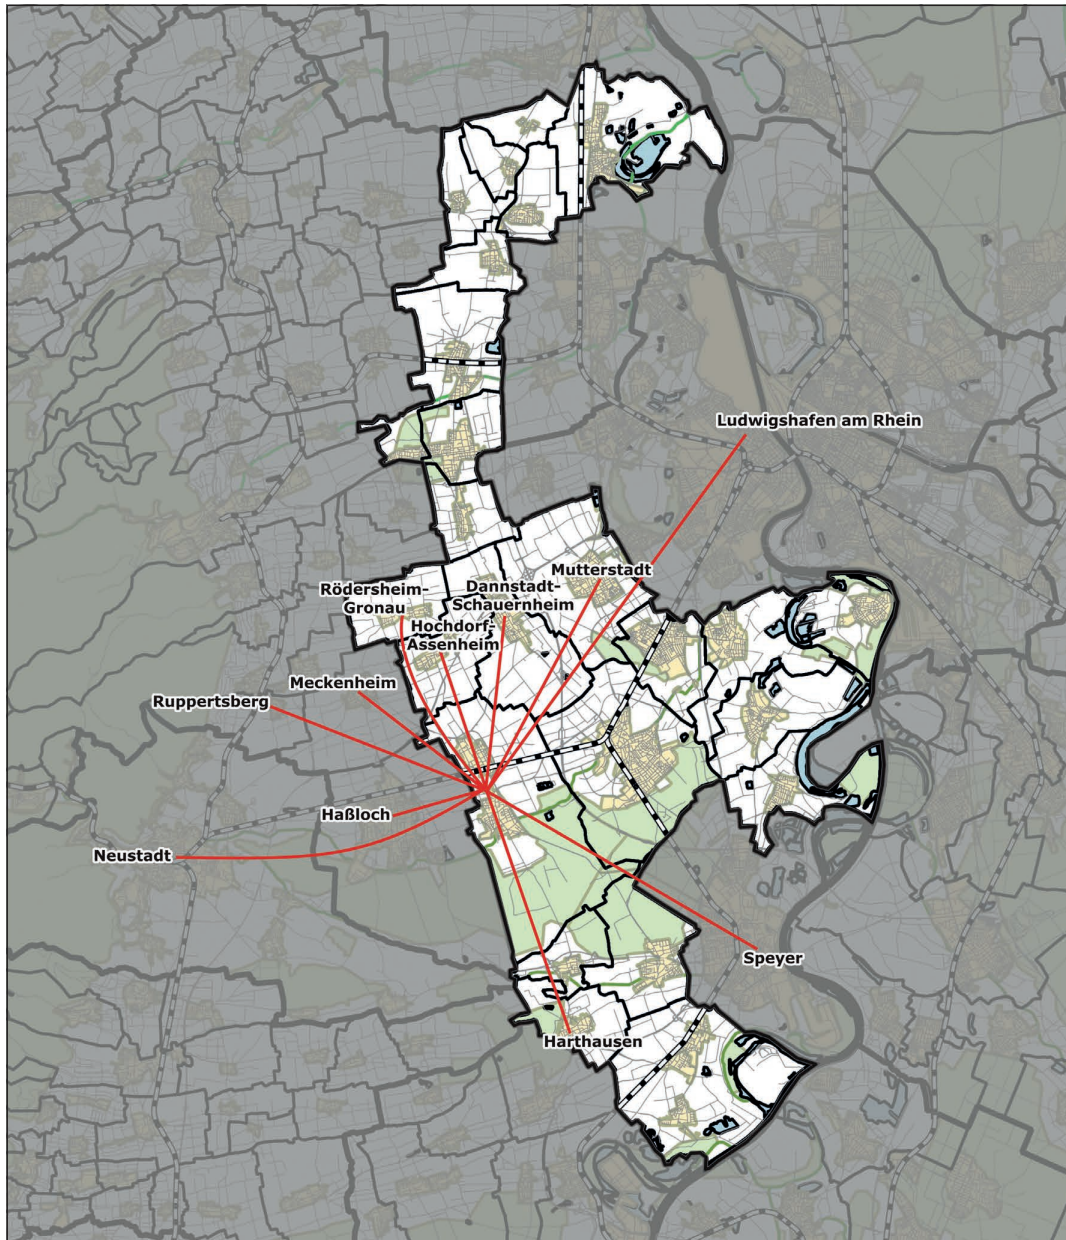 Ludwigshafen am Rhein
Mutterstadt
Dannstadt-
Schauernheim
Rödersheim-
Gronau
Hochdorf-
Assenheim
Meckenheim
Ruppertsberg
Haßloch
Neustadt
Speyer
Harthausen